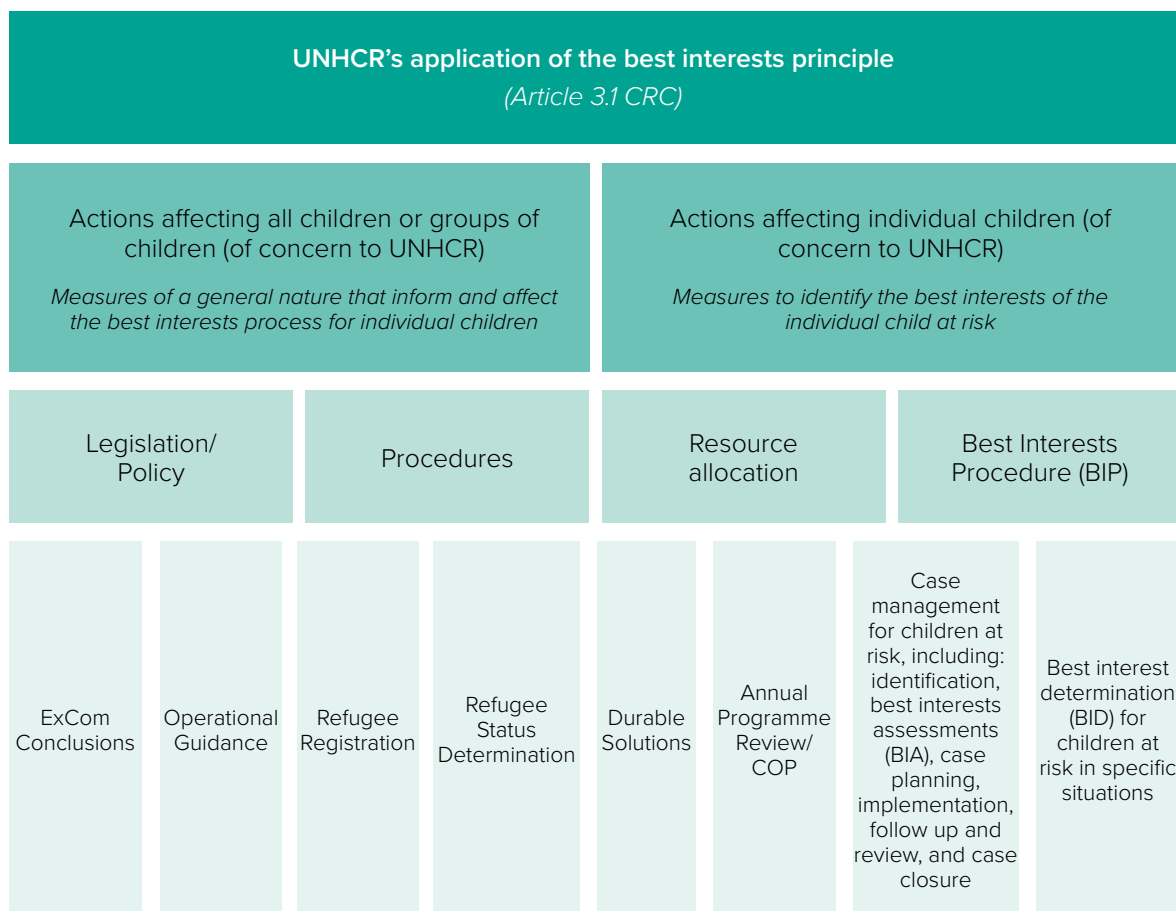 UNHCR’s application of the best interests principle
(Article 3.1 CRC)
Actions affecting all children or groups of
children (of concern to UNHCR)
Measures of a general nature that inform and affect
the best interests process for individual children
Actions affecting individual children (of
concern to UNHCR)
Measures to identify the best interests of the
individual child at risk
Legislation/
Policy
Procedures
Resource
allocation
Best Interests
Procedure (BIP)
ExCom
Conclusions
Operational
Guidance
Refugee
Registration
Refugee
Status
Determination
Durable
Solutions
Annual
Programme
Review/
COP
Case
management
for children at
risk, including:
identification,
best interests
assessments
(BIA), case
planning,
implementation,
follow up and
review, and case
closure
Best interest
determination
(BID) for
children at
risk in specific
situations